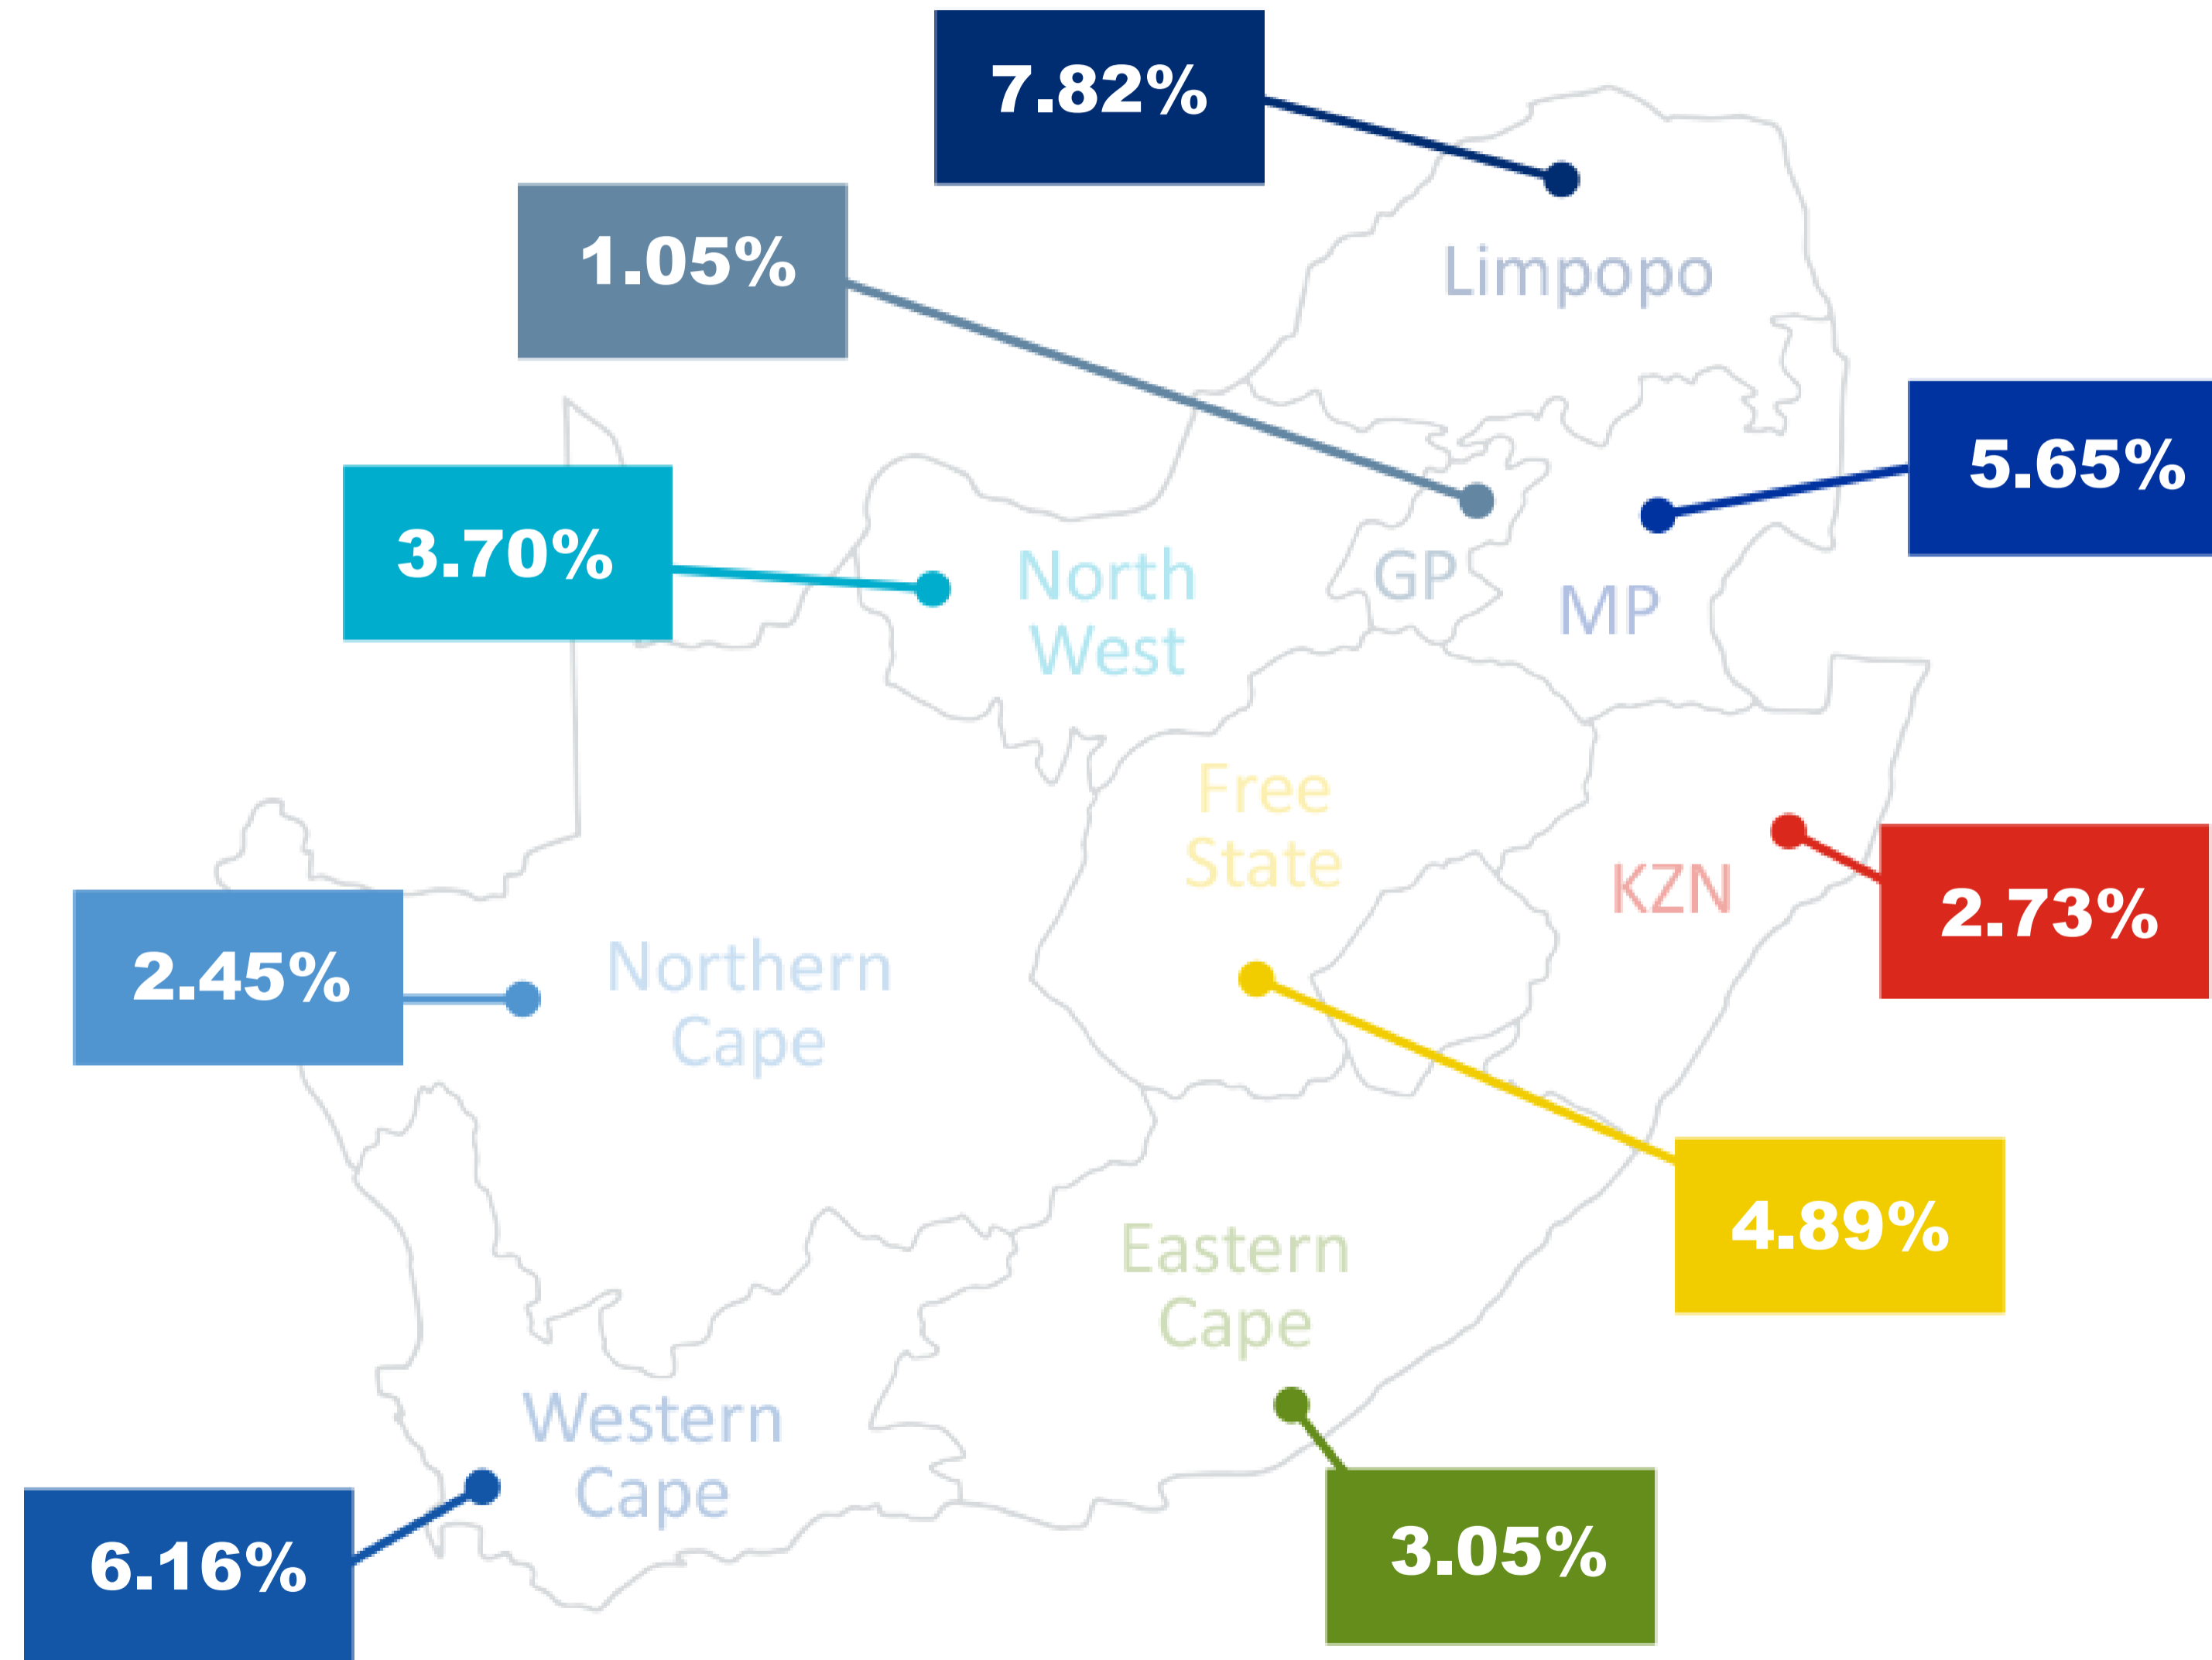 7.82%
1.05%
Limpopo
5.65%
3.70%
North
West
GP
MP
Free
State
KZN
2.73%
2.45%
Northern
Cape
4.89%
Eastern
Cape
Western
Cape
6.16%
3.05%